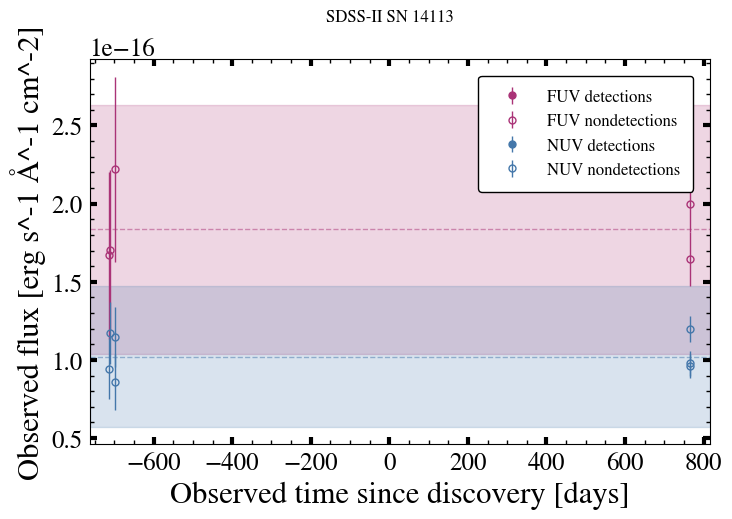 SDSS-II SN 14113
1e−16
Observed flux [erg s^-1 Å^-1 cm^-2]
2.5
2.0
1.5
1.0
0.5
FUV detections
FUV nondetections
NUV detections
NUV nondetections
−600 −400 −200 0 200 400 600 800
Observed time since discovery [days]